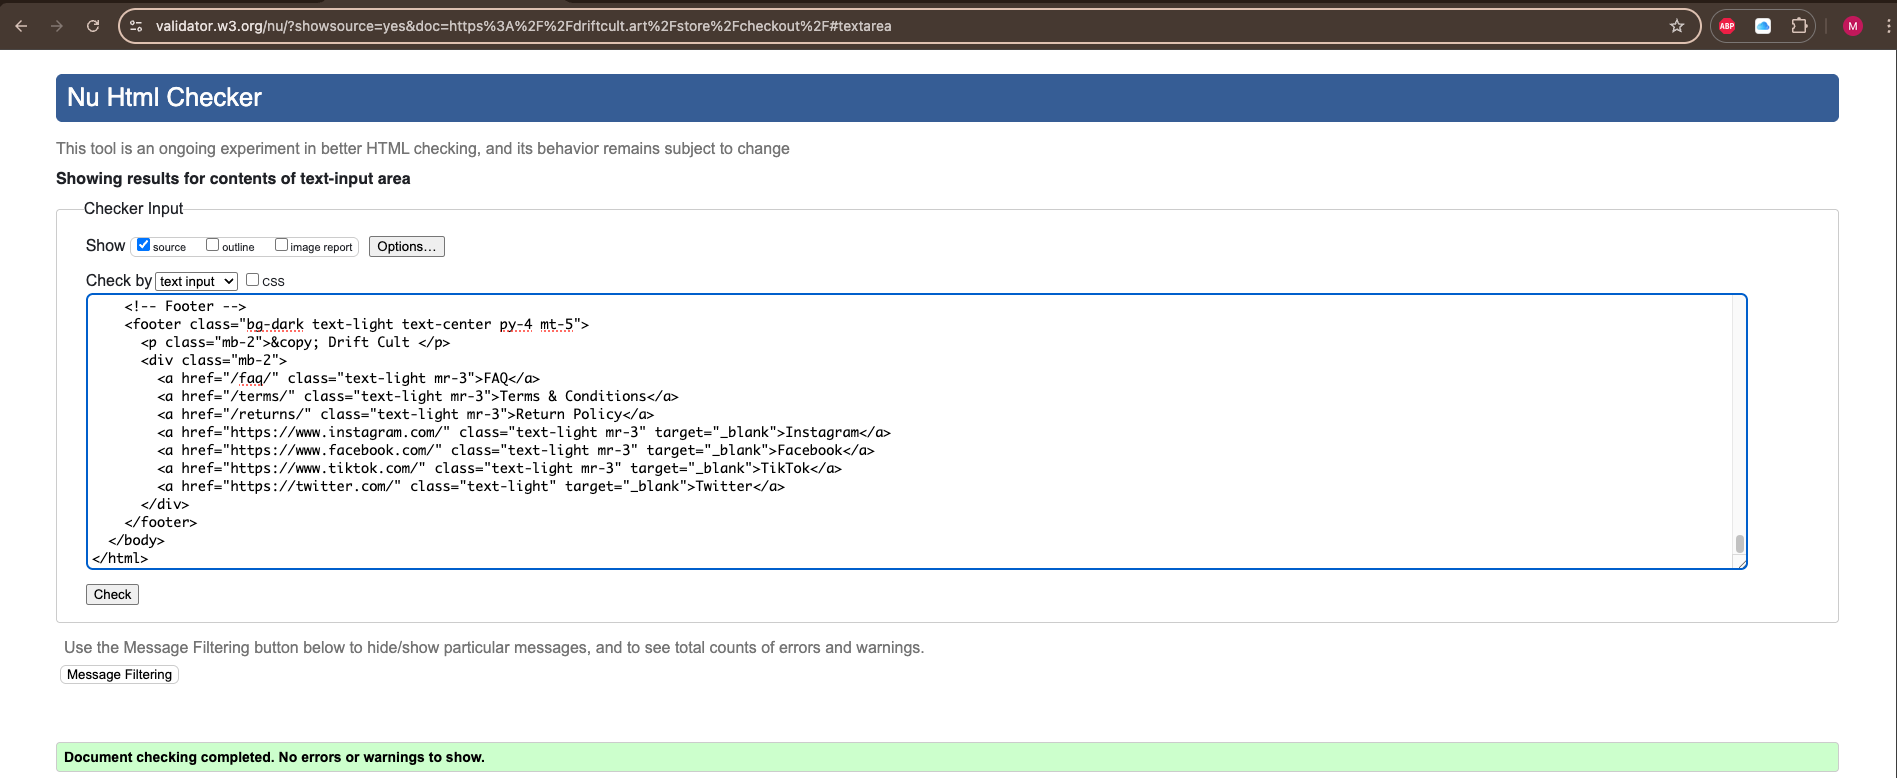 validator.w3.org/nu/?showsource=yes&doc=https%3A%2F%2Fdriftcult.art%2Fstore%2Fcheckout%2F#textarea
ABP
M
Nu Html Checker
This tool is an ongoing experiment in better HTML checking, and its behavior remains subject to change
Showing results for contents of text-input area
Checker Input
Show source outline image report Options...
Check by text input CSS
<!-- Footer -->
<footer class="bg-dark text-light text-center py-4 mt-5">
<p class="mb-2">&copy; Drift Cult </p>
<div class="mb-2">
<a href="/faq/" class="text-light mr-3">FAQ</a>
<a href="/terms/" class="text-light mr-3">Terms & Conditions</a>
<a href="/returns/" class="text-light mr-3">Return Policy</a>
<a href="https://www.instagram.com/" class="text-light mr-3" target="_blank">Instagram</a>
<a href="https://www.facebook.com/" class="text-light mr-3" target="_blank">Facebook</a>
<a href="https://www.tiktok.com/" class="text-light mr-3" target="_blank">TikTok</a>
<a href="https://twitter.com/" class="text-light" target="_blank">Twitter</a>
</div>
</footer>
</body>
</html>
Check
Use the Message Filtering button below to hide/show particular messages, and to see total counts of errors and warnings.
Message Filtering
Document checking completed. No errors or warnings to show.